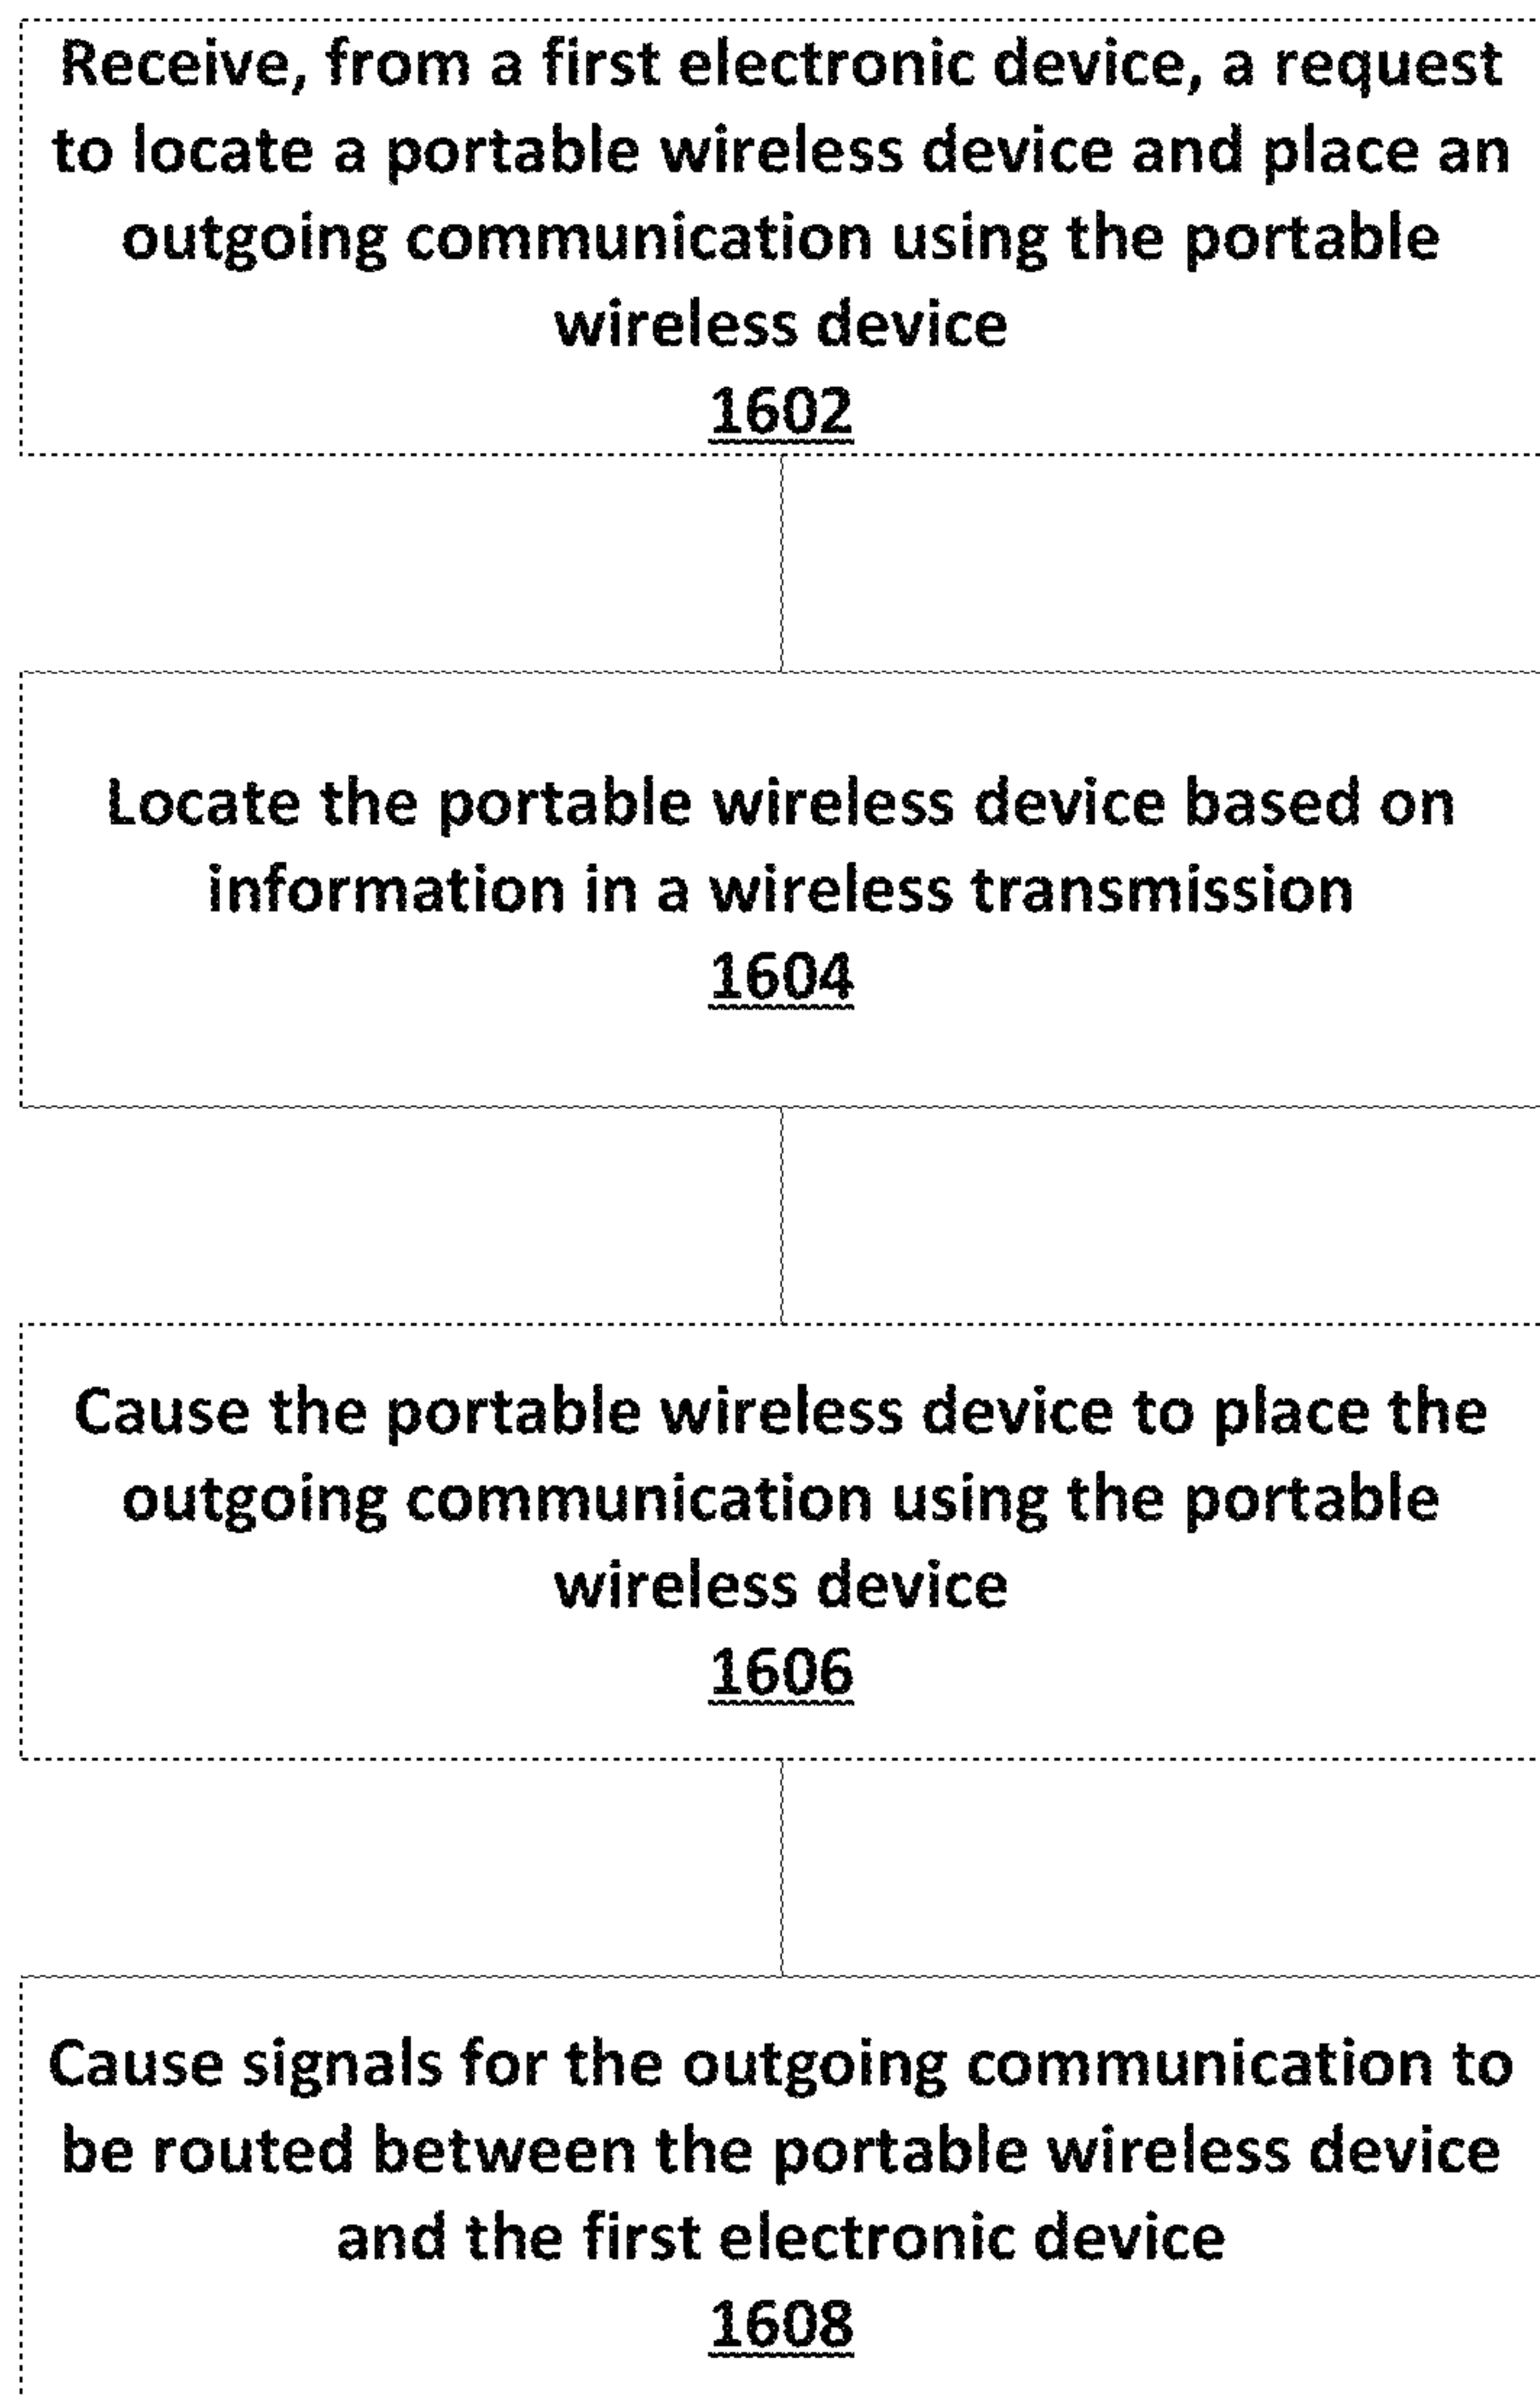 Receive, from a first electronic device, a request
to locate a portable wireless device and place an
outgoing communication using the portable
wireless device
1602
Locate the portable wireless device based on
information in a wireless transmission
1604
Cause the portable wireless device to place the
outgoing communication using the portable
wireless device
1606
Cause signals for the outgoing communication to
be routed between the portable wireless device
and the first electronic device
1608